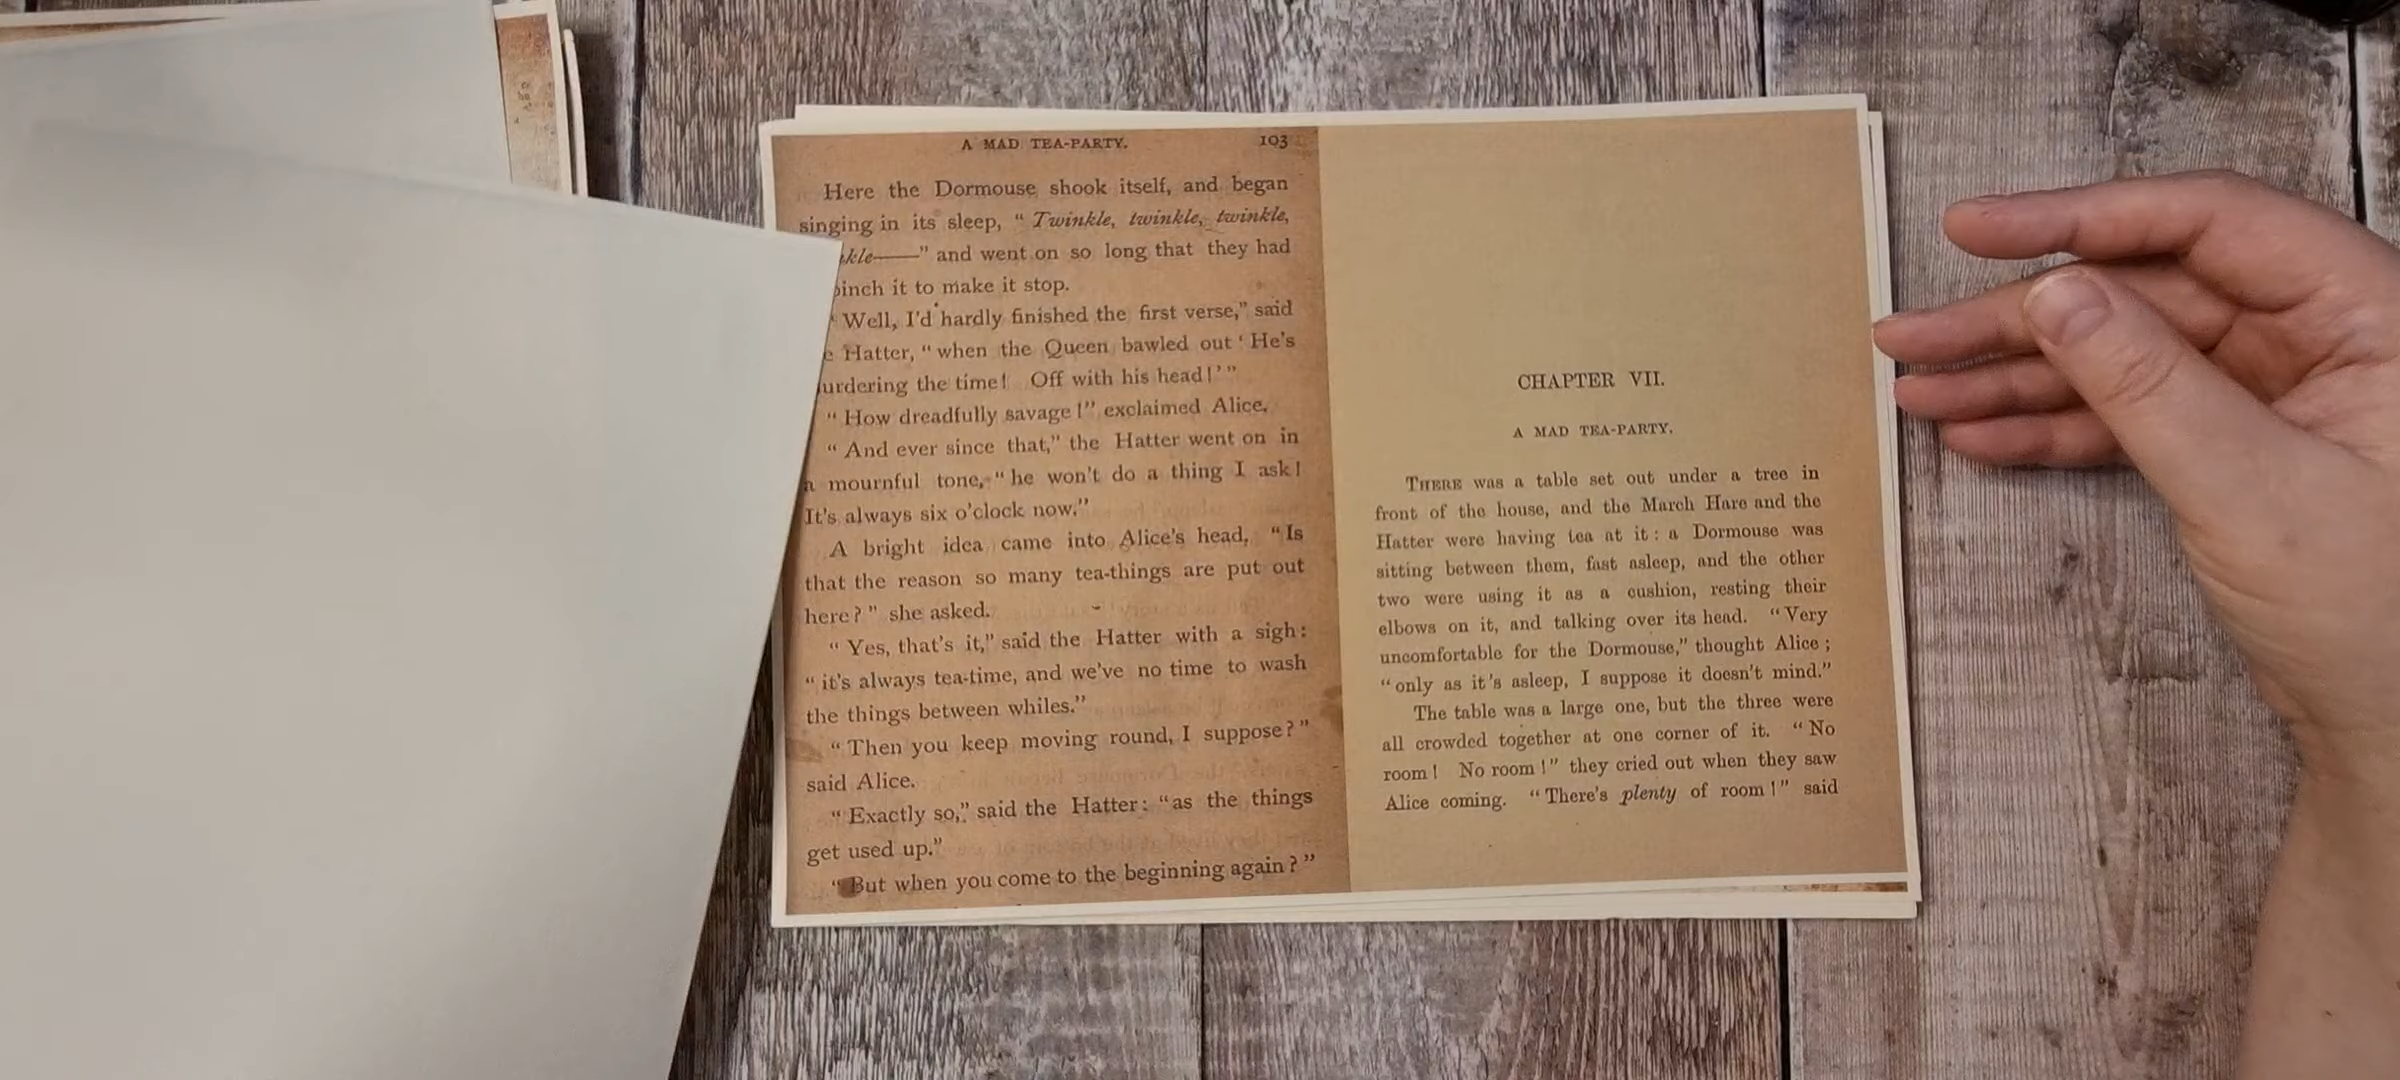 A MAD TEA-PARTY. 103
Here the Dormouse shook itself, and began
singing in its sleep, “Twinkle, twinkle, twinkle,
kle——” and went on so long that they had
pinch it to make it stop.
“Well, I’d hardly finished the first verse,” said
e Hatter, “when the Queen bawled out ‘He’s
urdering the time! Off with his head!’”
“How dreadfully savage!” exclaimed Alice.
“And ever since that,” the Hatter went on in
a mournful tone, “he won’t do a thing I ask!
It’s always six o’clock now.”
A bright idea came into Alice’s head. “Is
that the reason so many tea-things are put out
here?” she asked.
“Yes, that’s it,” said the Hatter with a sigh:
“it’s always tea-time, and we’ve no time to wash
the things between whiles.”
“Then you keep moving round, I suppose?”
said Alice.
“Exactly so,” said the Hatter: “as the things
get used up.”
“But when you come to the beginning again?”
CHAPTER VII.
A MAD TEA-PARTY.
THERE was a table set out under a tree in
front of the house, and the March Hare and the
Hatter were having tea at it: a Dormouse was
sitting between them, fast asleep, and the other
two were using it as a cushion, resting their
elbows on it, and talking over its head. “Very
uncomfortable for the Dormouse,” thought Alice;
“only as it’s asleep, I suppose it doesn’t mind.”
The table was a large one, but the three were
all crowded together at one corner of it. “No
room! No room!” they cried out when they saw
Alice coming. “There’s plenty of room!” said